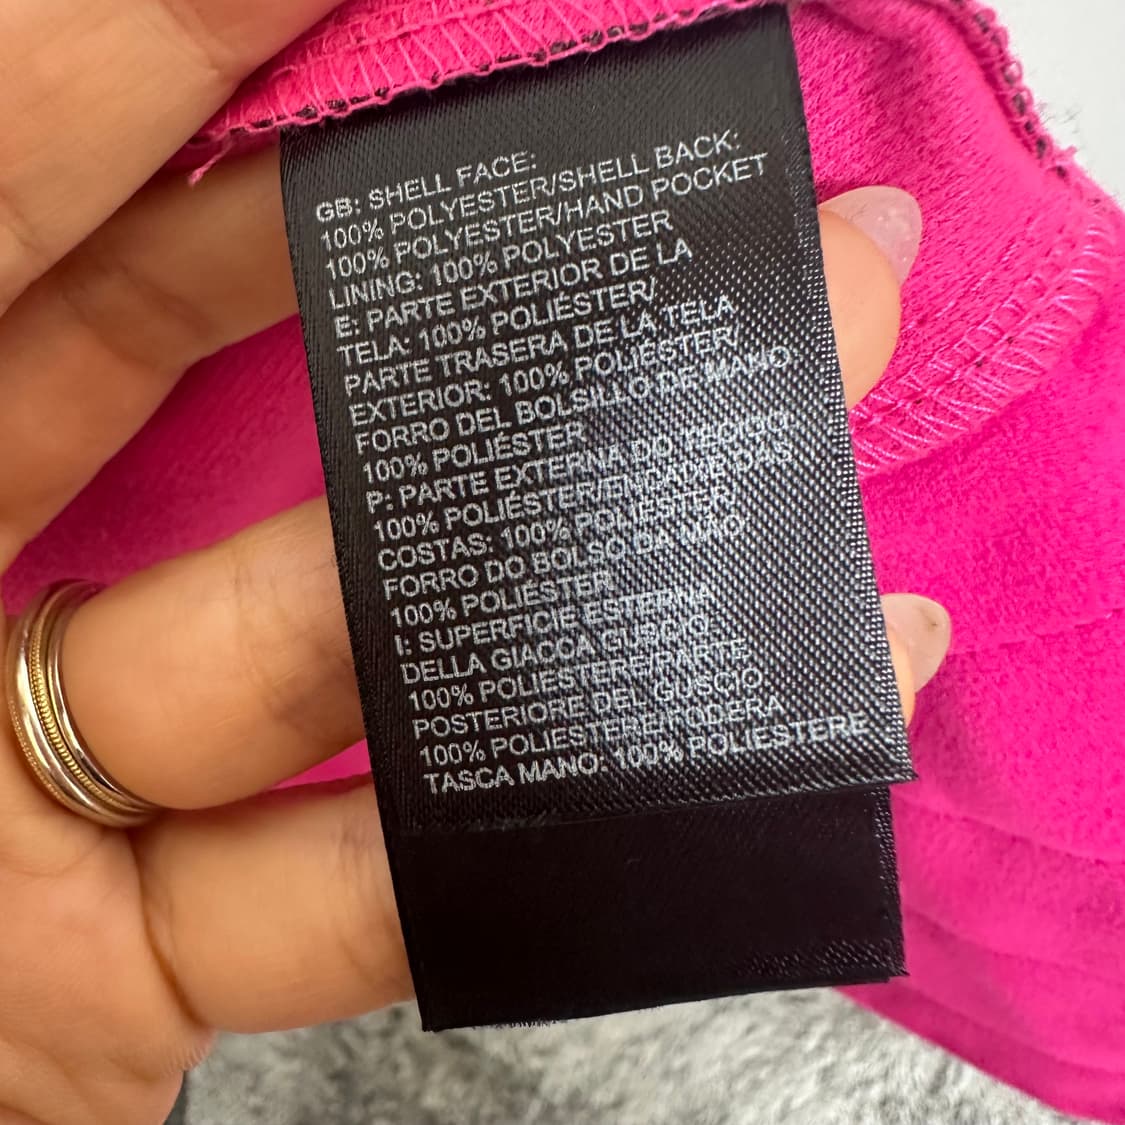 GB: SHELL FACE:
100% POLYESTER/SHELL BACK:
100% POLYESTER/HAND POCKET
LINING: 100% POLYESTER
E: PARTE EXTERIOR DE LA
TELA: 100% POLIÉSTER/
PARTE TRASERA DE LA TELA
EXTERIOR: 100% POLIÉSTER/
FORRO DEL BOLSILLO DE MANO:
100% POLIÉSTER
P: PARTE EXTERNA DO TECIDO:
100% POLIÉSTER/ENTRADE DAS
COSTAS: 100% POLIÉSTER/
FORRO DO BOLSO DA MÃO:
100% POLIÉSTER
I: SUPERFICIE ESTERNA
DELLA GIACOA GUSCIO:
100% POLIESTERE/PARTE
POSTERIORE DEL GUSCIO
100% POLIESTERE/FODERA
TASCA MANO: 100% POLIESTERE